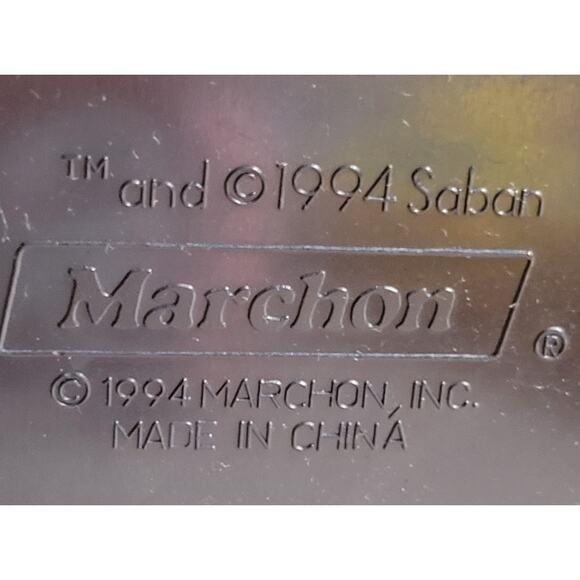 ™ and ©1994 Saban
Marchon ®
© 1994 MARCHON, INC.
MADE IN CHINA